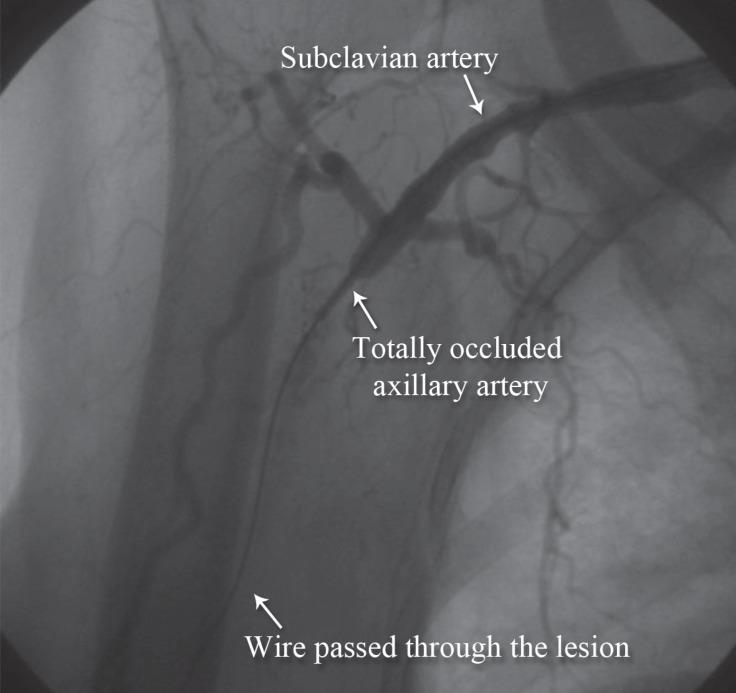 Subclavian artery
Totally occluded
axillary artery
Wire passed through the lesion